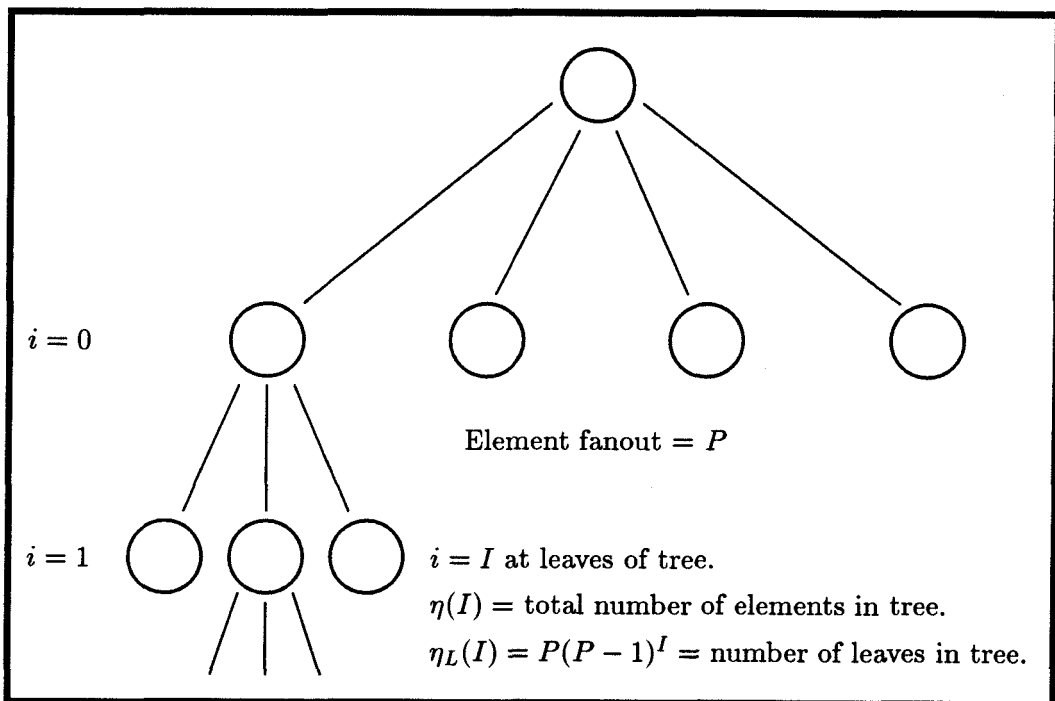 i = 0
Element fanout = P
i = 1
i = I at leaves of tree.
η(I) = total number of elements in tree.
η_L(I) = P(P − 1)^I = number of leaves in tree.